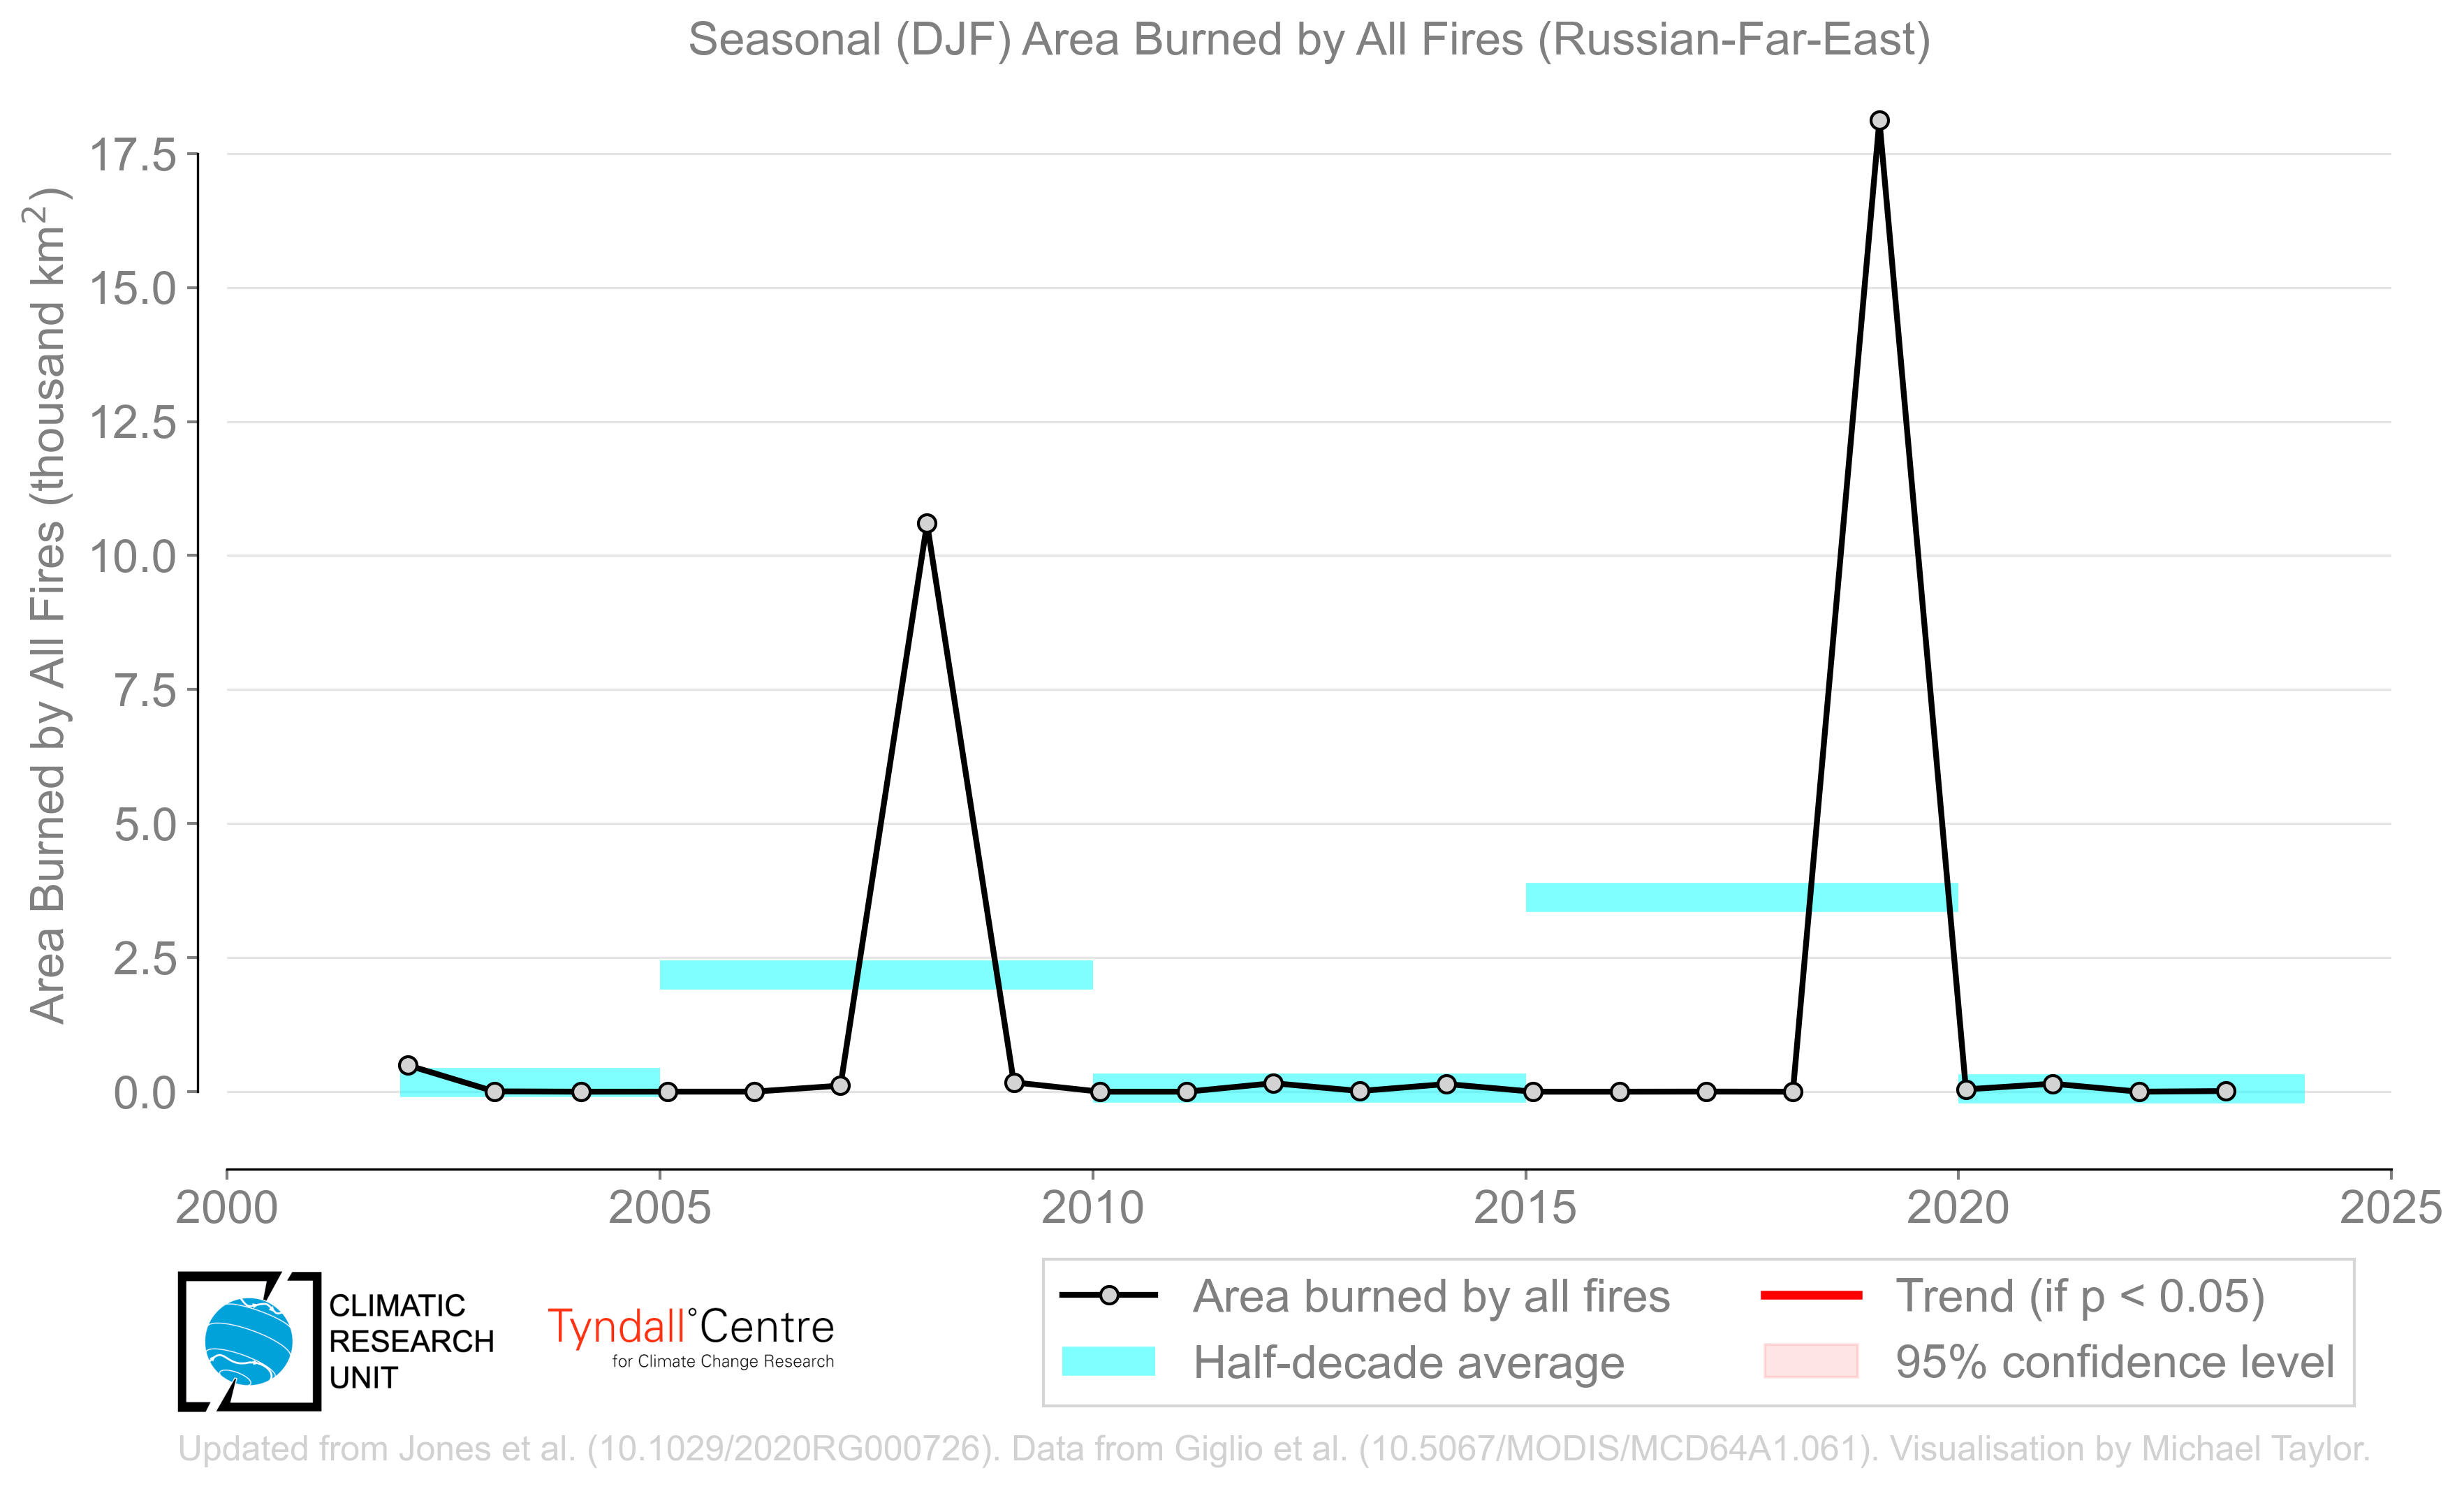 Seasonal (DJF) Area Burned by All Fires (Russian-Far-East)
Area Burned by All Fires (thousand km²)
17.5
15.0
12.5
10.0
7.5
5.0
2.5
0.0
2000 2005 2010 2015 2020 2025
CLIMATIC
RESEARCH
UNIT
Tyndall°Centre
for Climate Change Research
Area burned by all fires
Half-decade average
Trend (if p < 0.05)
95% confidence level
Updated from Jones et al. (10.1029/2020RG000726). Data from Giglio et al. (10.5067/MODIS/MCD64A1.061). Visualisation by Michael Taylor.